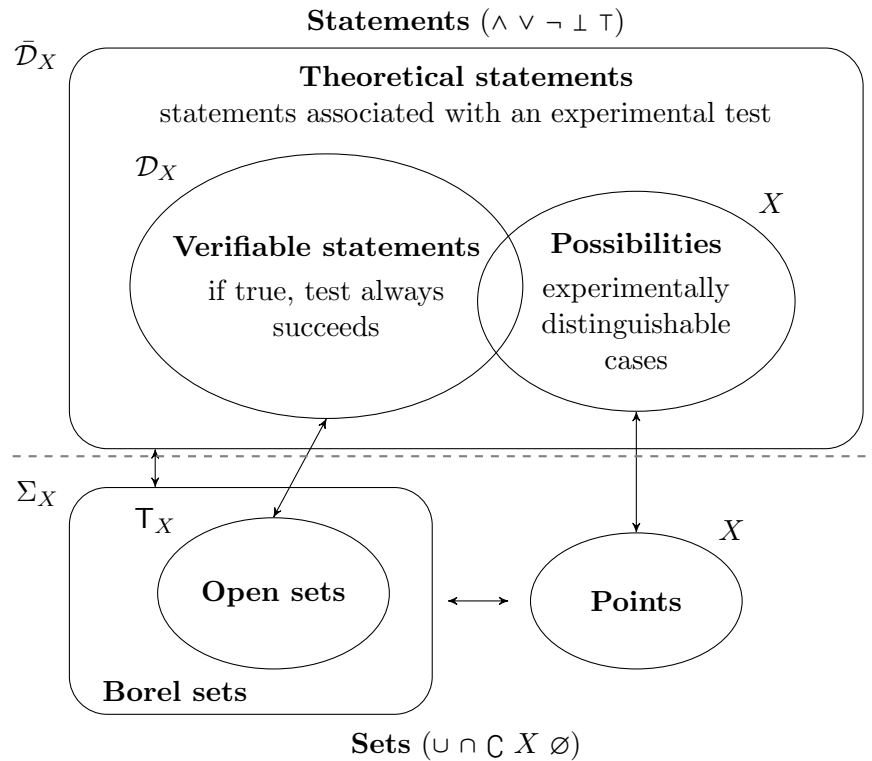 Statements (∧ ∨ ¬ ⊥ ⊤)
𝒟̄_X
Theoretical statements
statements associated with an experimental test
𝒟_X
X
Verifiable statements
if true, test always
succeeds
Possibilities
experimentally
distinguishable
cases
Σ_X
T_X
X
Open sets
Points
Borel sets
Sets (∪ ∩ ∁ X ∅)